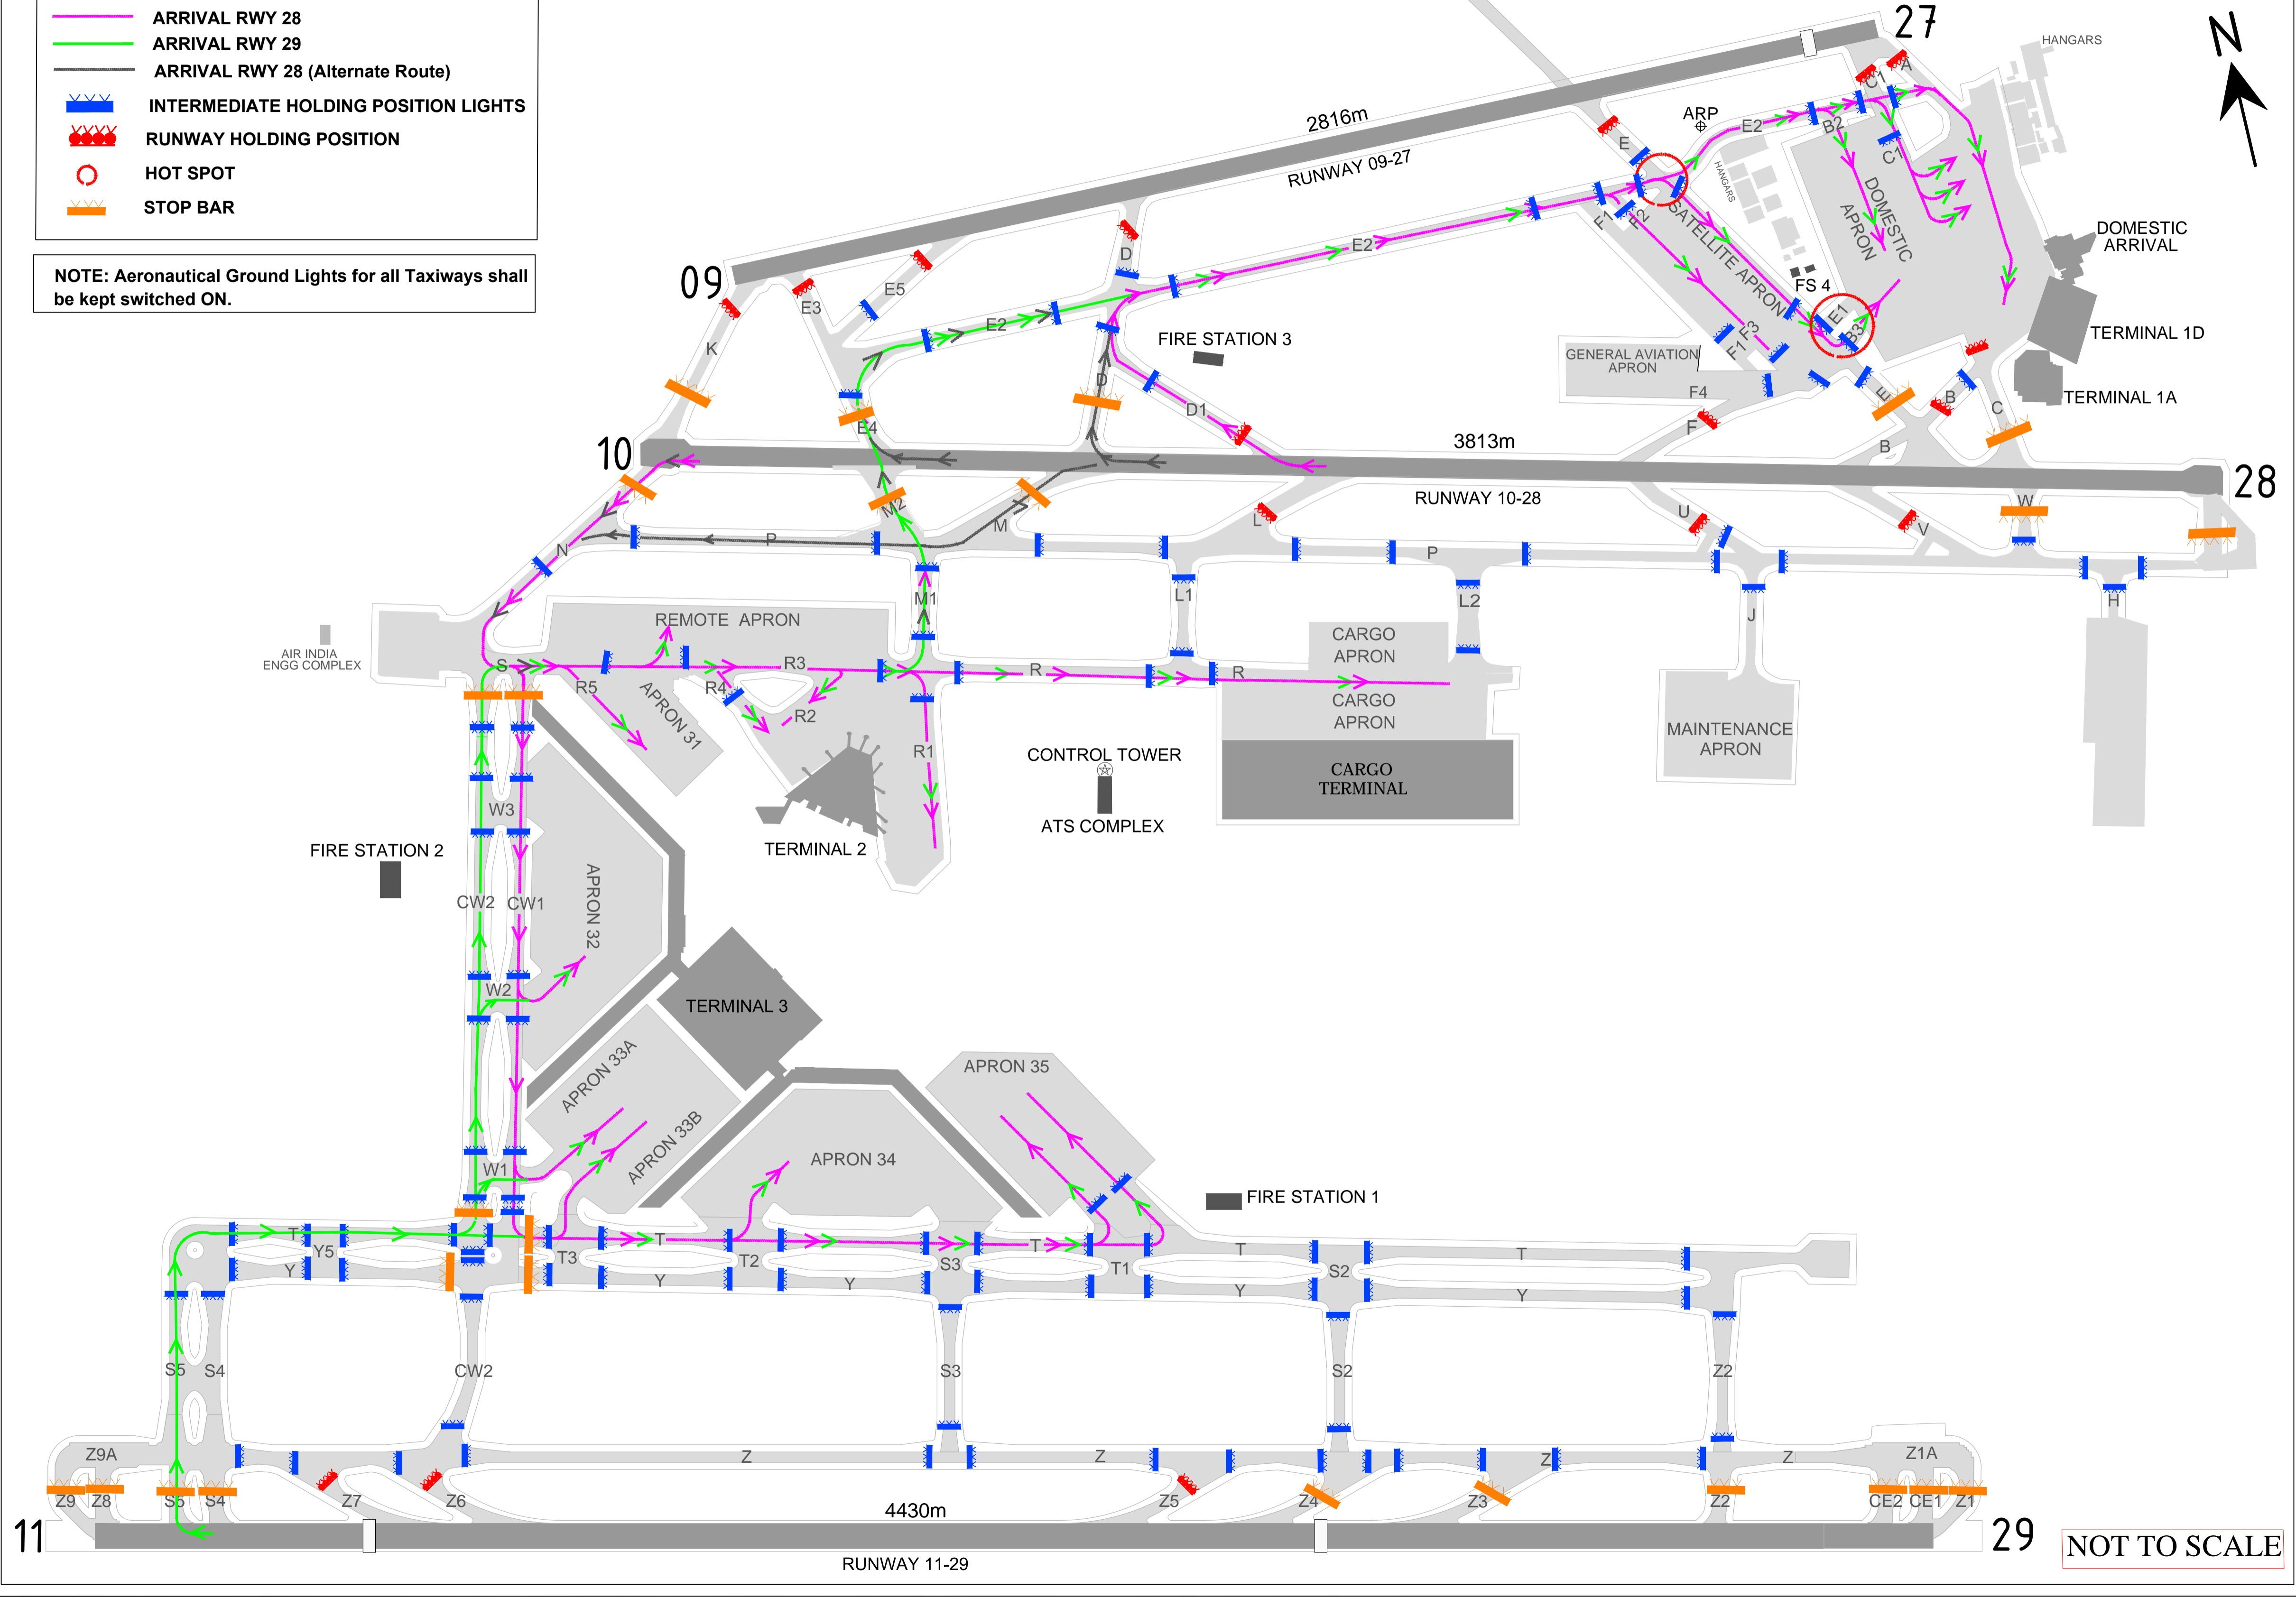 ARRIVAL RWY 28
ARRIVAL RWY 29
ARRIVAL RWY 28 (Alternate Route)
INTERMEDIATE HOLDING POSITION LIGHTS
RUNWAY HOLDING POSITION
HOT SPOT
STOP BAR
NOTE: Aeronautical Ground Lights for all Taxiways shall
be kept switched ON.
27
N
HANGARS
A
C1
2816m
RUNWAY 09-27
ARP
E2
B2
C1
E
HANGARS
F1
F2
SATELLITE APRON
DOMESTIC
APRON
DOMESTIC
ARRIVAL
E2
D
09
E5
E3
K
E2
FS 4
E1
B3
F3
F1
TERMINAL 1D
FIRE STATION 3
GENERAL AVIATION
APRON
F4
TERMINAL 1A
D
D1
E
B
C
F
B
E4
10
3813m
RUNWAY 10-28
28
M2
M
L
U
V
W
N
P
P
M1
L1
L2
J
H
REMOTE APRON
AIR INDIA
ENGG COMPLEX
S
R3
R
R
CARGO
APRON
CARGO
APRON
R5
R4
R2
APRON 31
R1
MAINTENANCE
APRON
CONTROL TOWER
ATS COMPLEX
CARGO
TERMINAL
W3
TERMINAL 2
FIRE STATION 2
CW2
CW1
APRON 32
W2
TERMINAL 3
APRON 33A
APRON 33B
APRON 35
W1
APRON 34
FIRE STATION 1
T
Y5
Y
T3
T
Y
T2
Y
S3
T
T1
T
Y
S2
T
Y
S5
S4
CW2
S3
S2
Z2
Z9A
Z
Z
Z
Z
Z1A
Z9
Z8
S5
S4
Z7
Z6
Z5
Z4
Z3
Z2
CE2
CE1
Z1
4430m
11
29
RUNWAY 11-29
NOT TO SCALE